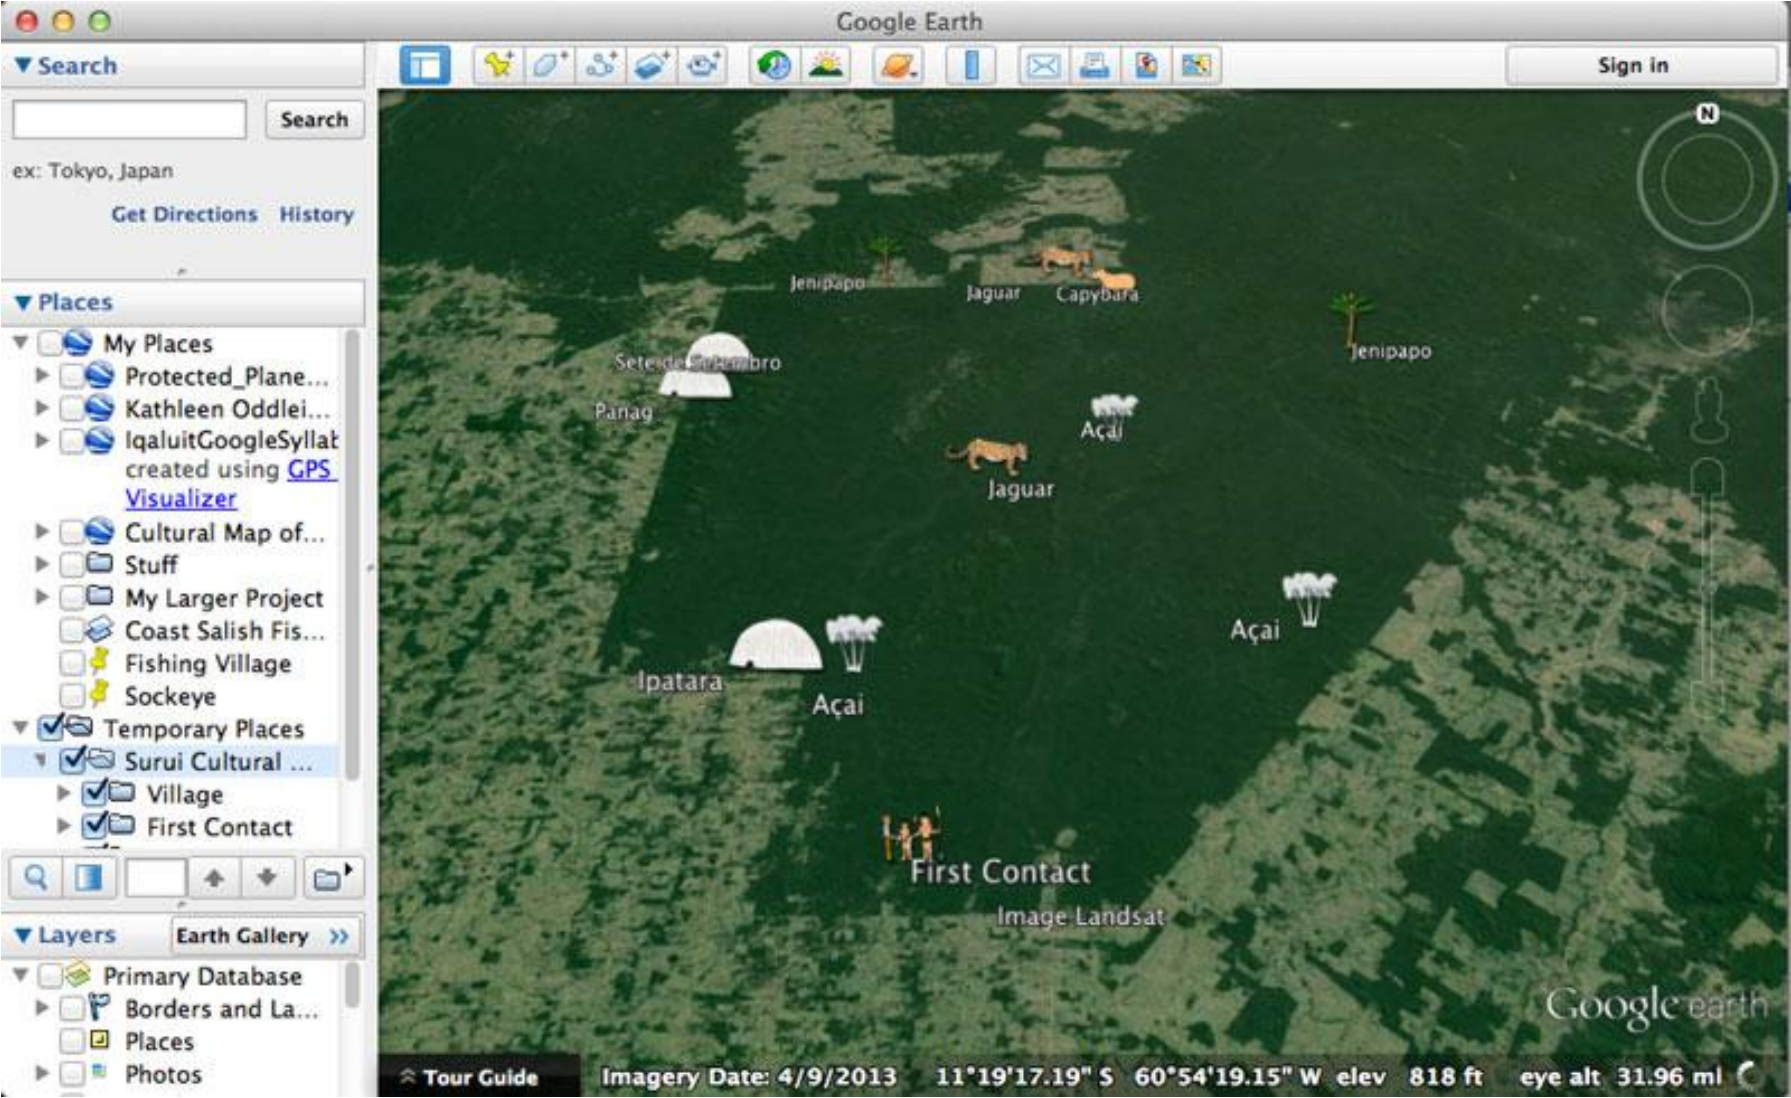 Google Earth
Search
Sign in
Search
ex: Tokyo, Japan
Get Directions History
Places
My Places
Protected_Plane...
Kathleen Oddlei...
IqaluitGoogleSyllab
created using GPS
Visualizer
Cultural Map of...
Stuff
My Larger Project
Coast Salish Fis...
Fishing Village
Sockeye
Temporary Places
Surui Cultural ...
Village
First Contact
Layers
Earth Gallery >>
Primary Database
Borders and La...
Places
Photos
N
Jenipapo
Jaguar
Capybara
Jenipapo
Sete de Setembro
Panag
Açai
Jaguar
Açai
Ipatara
Açai
First Contact
Image Landsat
Google earth
Tour Guide
Imagery Date: 4/9/2013 11°19'17.19" S 60°54'19.15" W elev 818 ft eye alt 31.96 mi